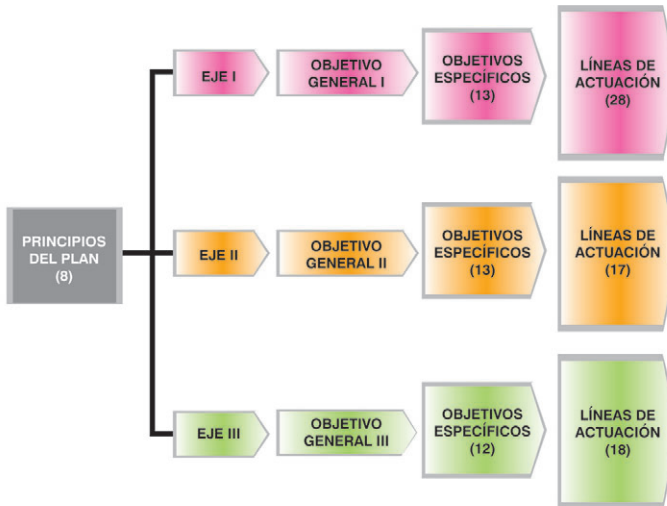 EJE I
OBJETIVO
GENERAL I
OBJETIVOS
ESPECÍFICOS
(13)
LÍNEAS DE
ACTUACIÓN
(28)
PRINCIPIOS
DEL PLAN
(8)
EJE II
OBJETIVO
GENERAL II
OBJETIVOS
ESPECÍFICOS
(13)
LÍNEAS DE
ACTUACIÓN
(17)
EJE III
OBJETIVO
GENERAL III
OBJETIVOS
ESPECÍFICOS
(12)
LÍNEAS DE
ACTUACIÓN
(18)